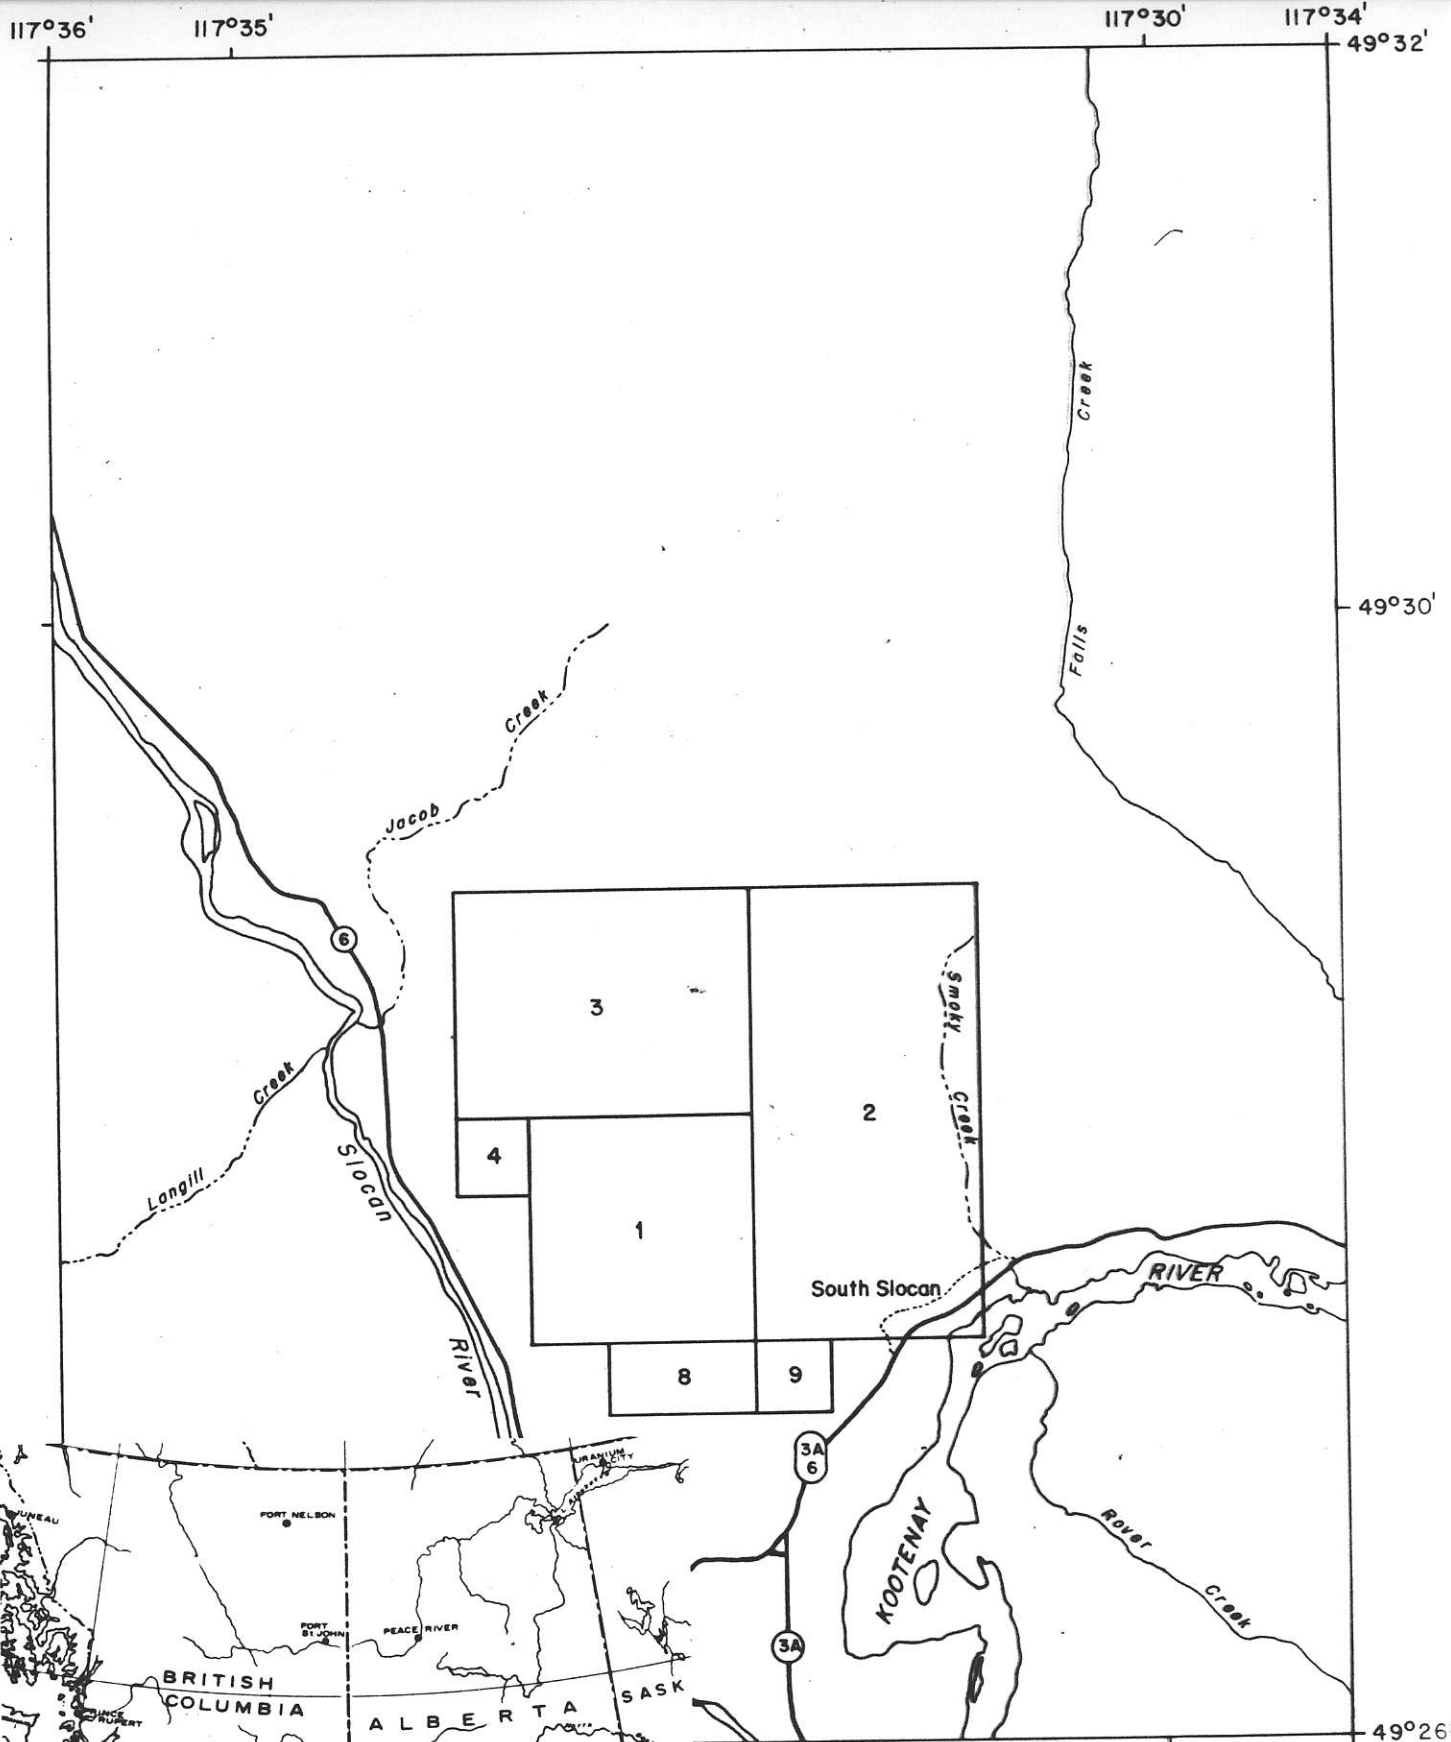 117°36'
117°35'
117°30'
117°34'
49°32'
Creek
49°30'
Falls
Creek
Jacob
6
3
Smoky
Creek
2
Creek
4
Langill
Slocan
1
South Slocan
RIVER
River
8
9
3A
6
URANIUM
CITY
JUNEAU
FORT NELSON
KOOTENAY
Rover
Creek
FORT
St JOHN
PEACE RIVER
3A
BRITISH
COLUMBIA
SASK
ALBERTA
PRINCE
RUPERT
49°26